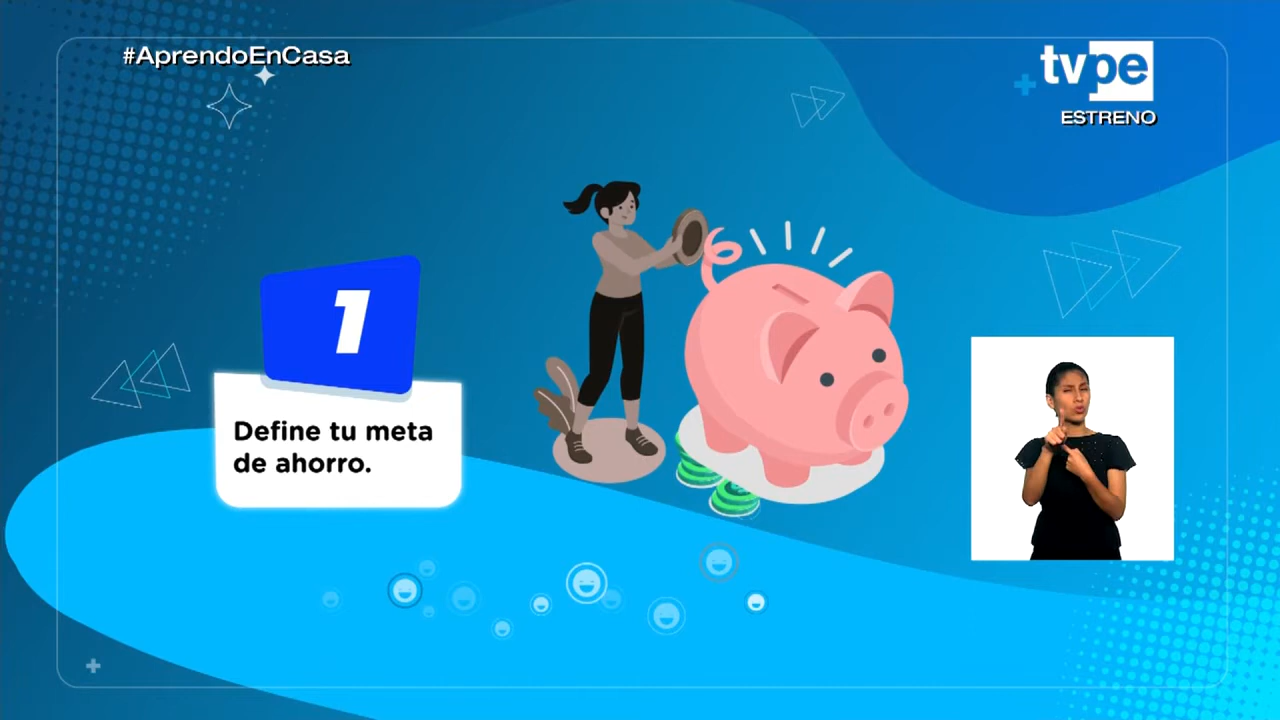 #AprendoEnCasa
tvpe
ESTRENO
1
Define tu meta
de ahorro.